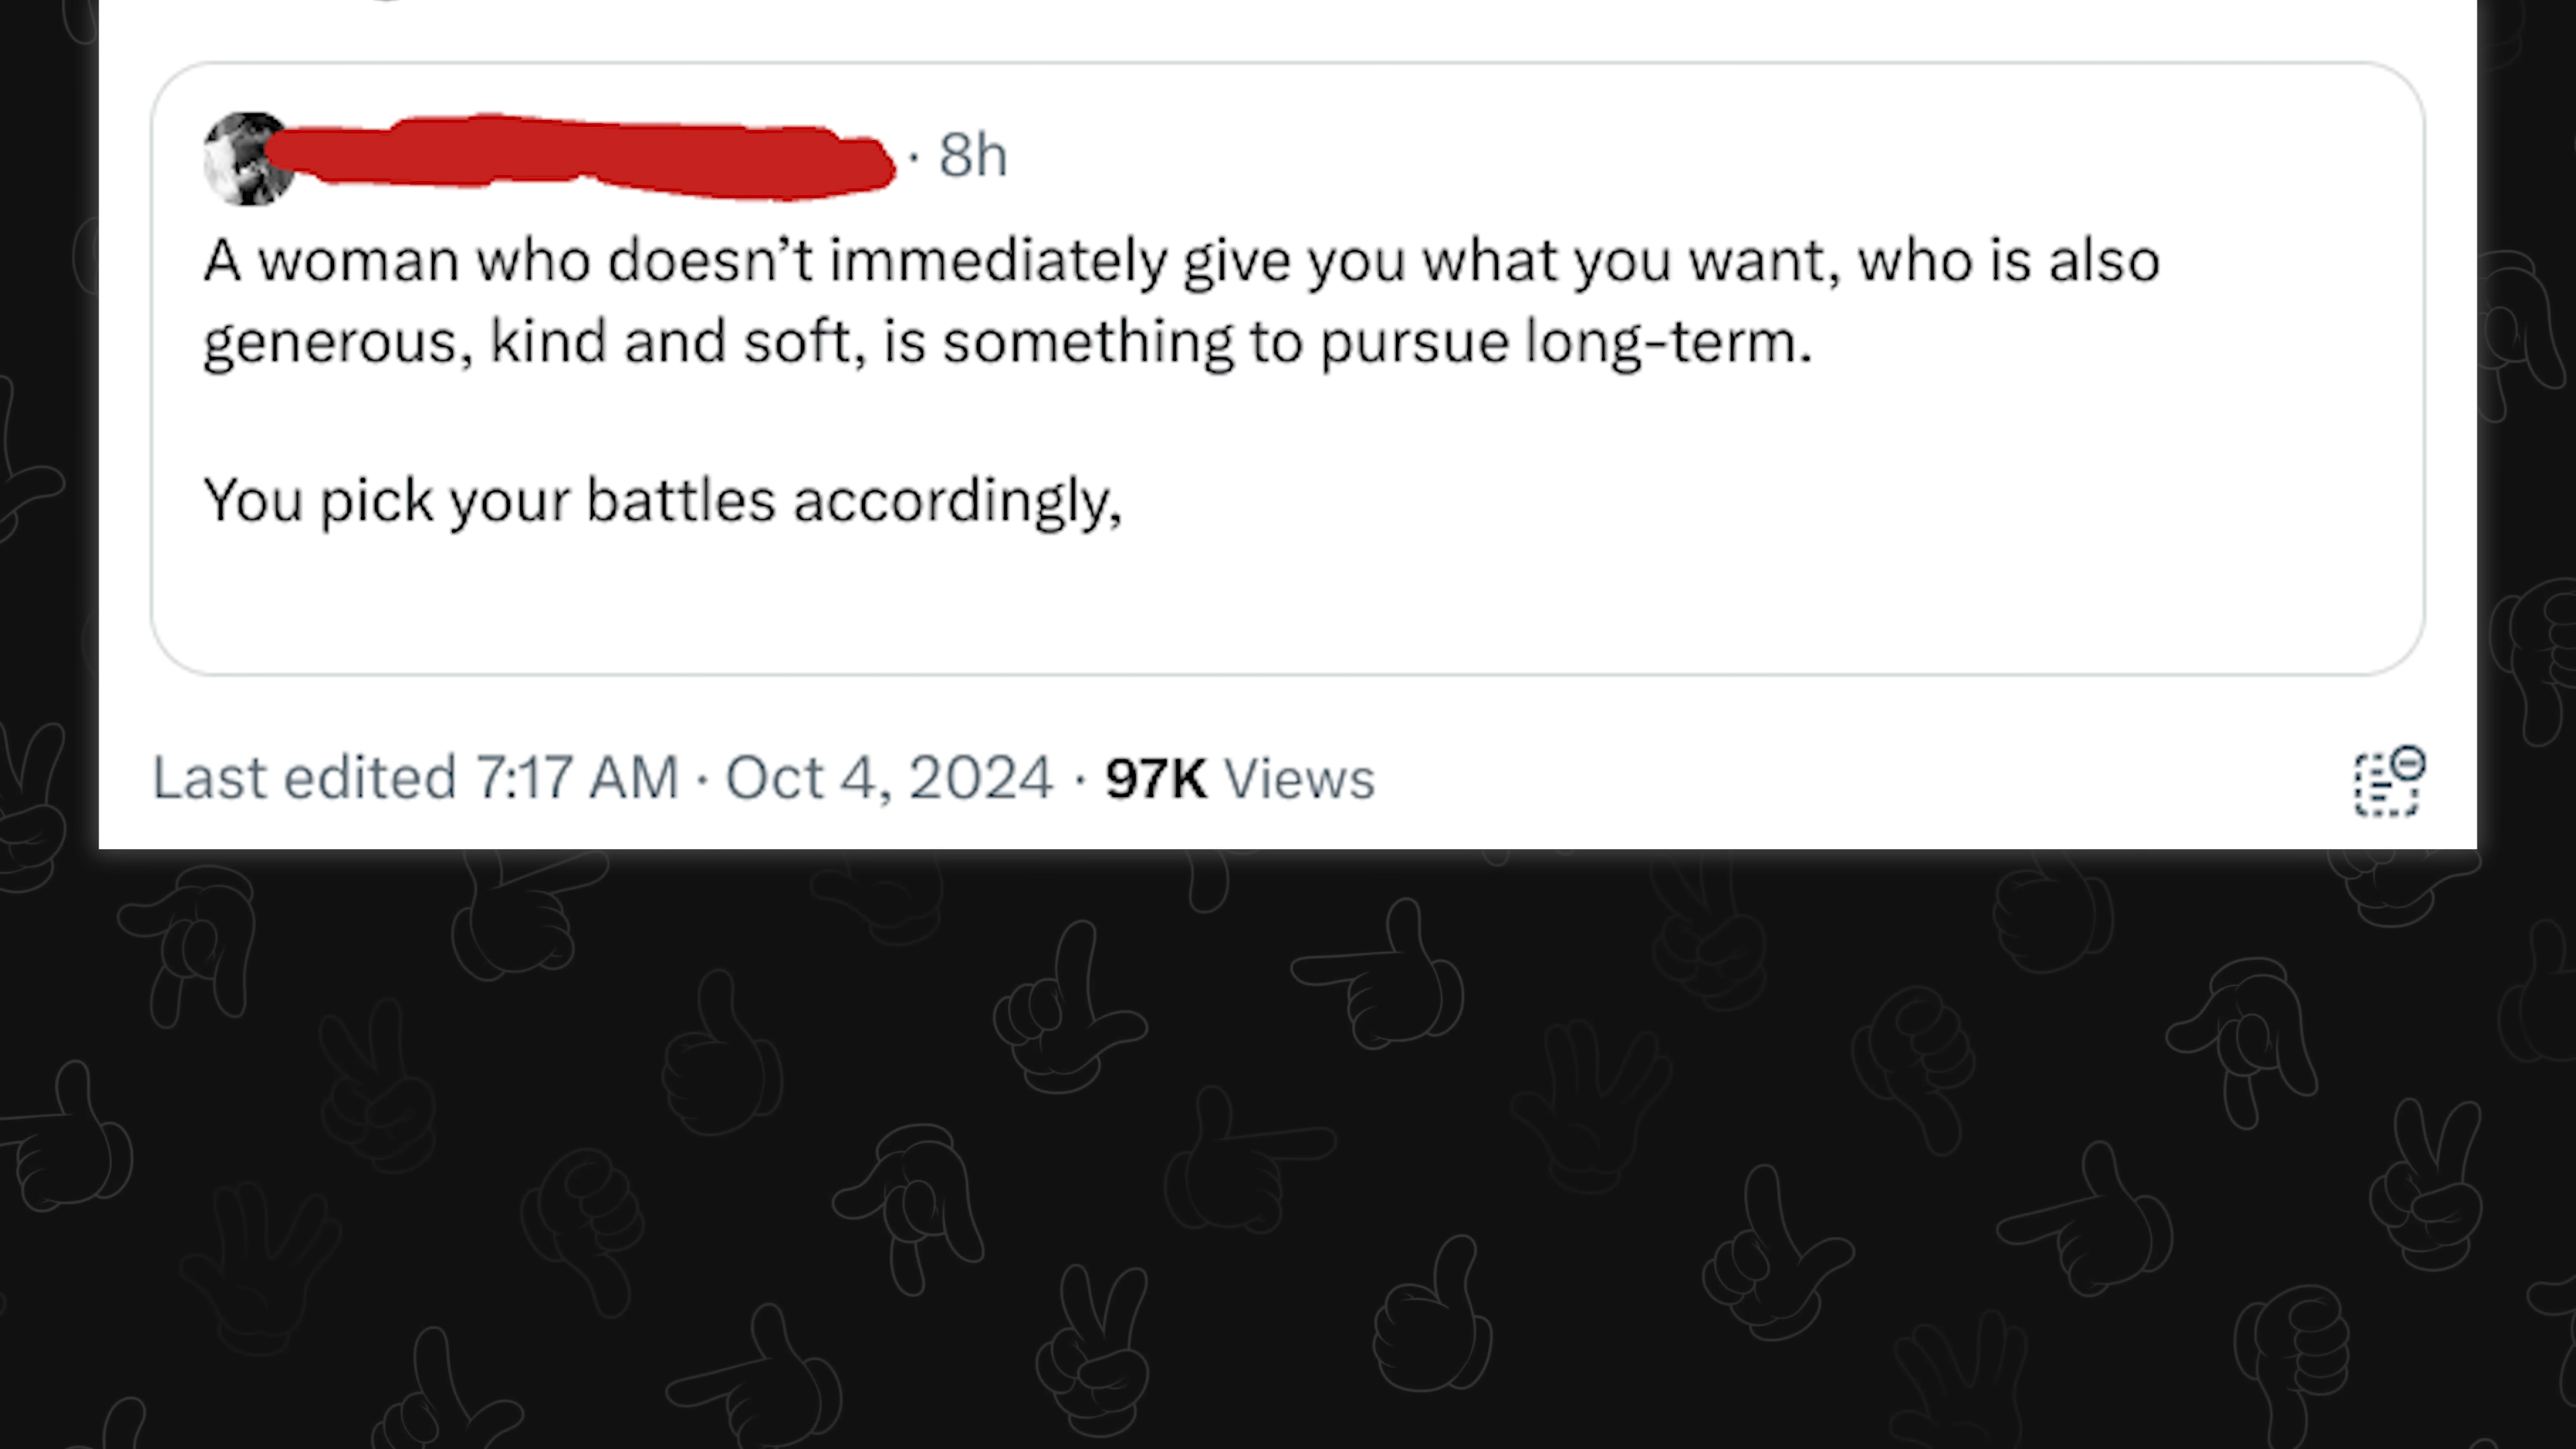 · 8h
A woman who doesn’t immediately give you what you want, who is also
generous, kind and soft, is something to pursue long-term.
You pick your battles accordingly,
Last edited 7:17 AM · Oct 4, 2024 · 97K Views